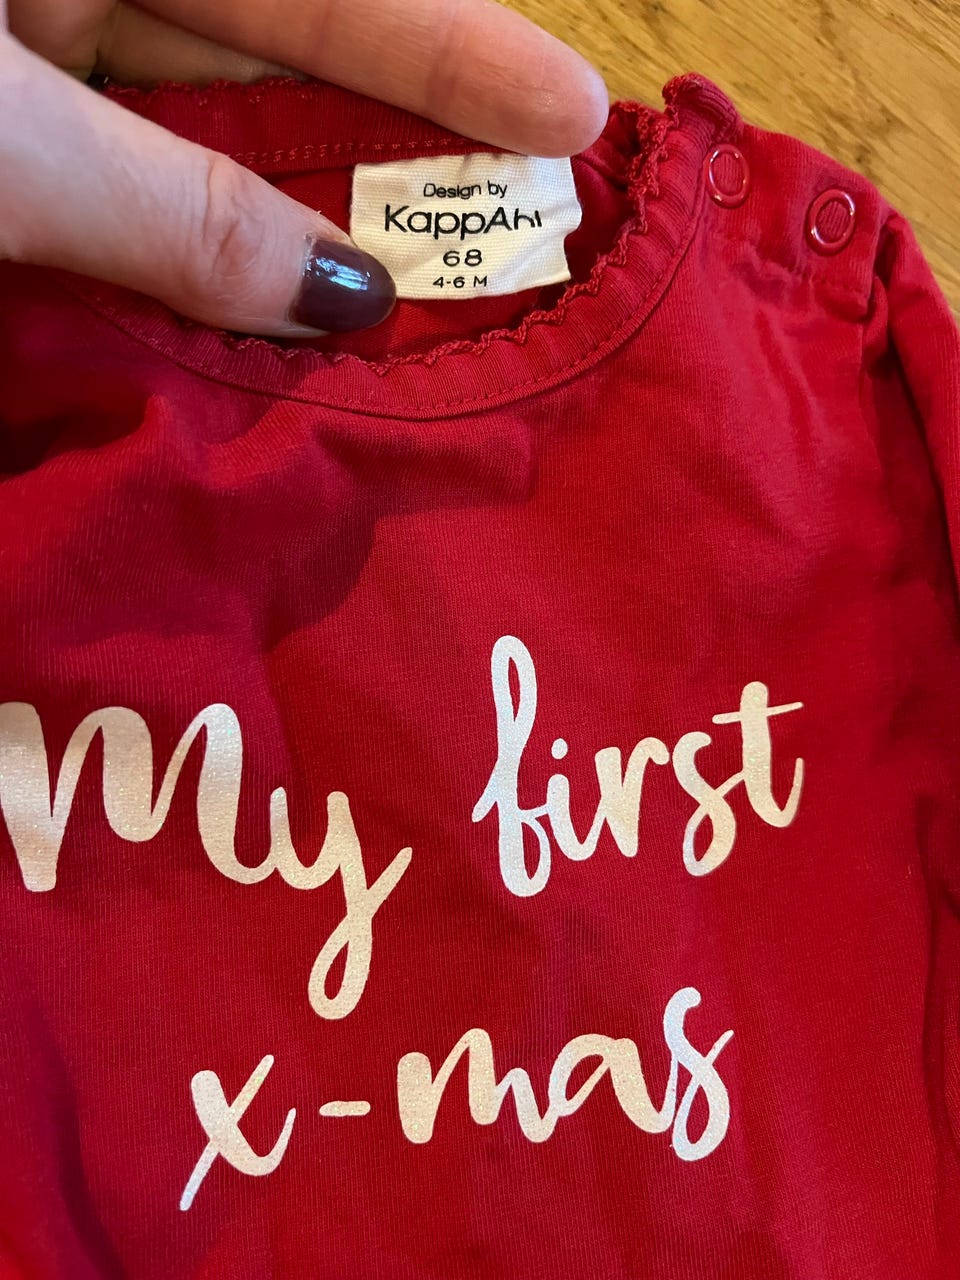 Design by
KappAhl
68
4-6 M
My first
x-mas